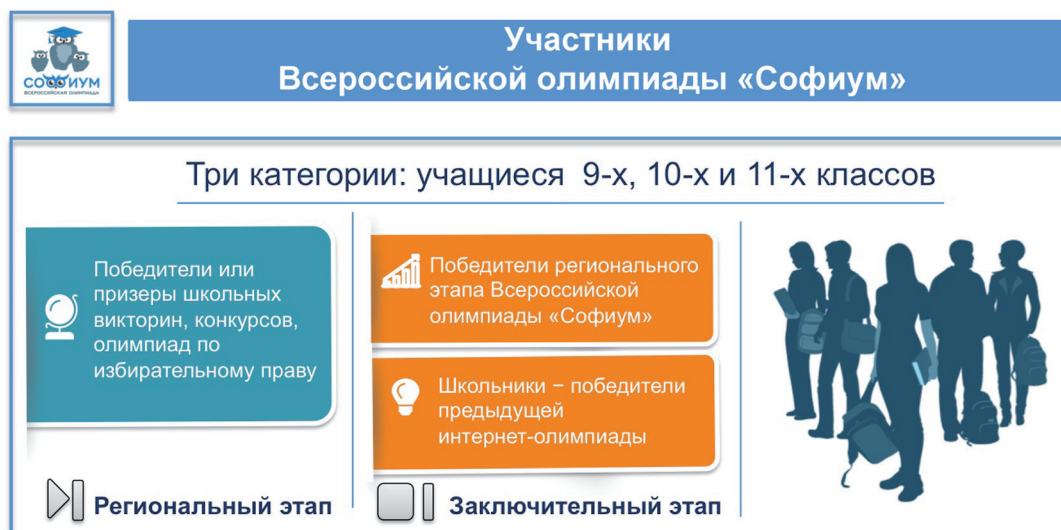 СОФИУМ
ВСЕРОССИЙСКАЯ ОЛИМПИАДА
Участники
Всероссийской олимпиады «Софиум»
Три категории: учащиеся 9-х, 10-х и 11-х классов
Победители или
призеры школьных
викторин, конкурсов,
олимпиад по
избирательному праву
Региональный этап
Победители регионального
этапа Всероссийской
олимпиады «Софиум»
Школьники − победители
предыдущей
интернет-олимпиады
Заключительный этап